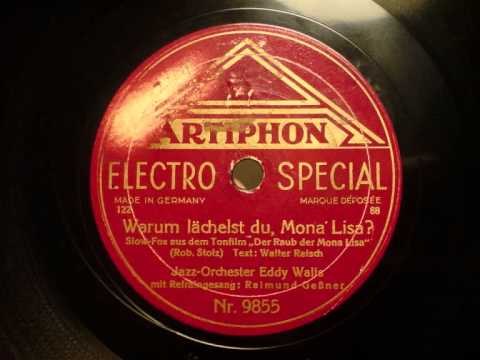 ARTIPHON
ELECTRO SPECIAL
MADE IN GERMANY MARQUE DÉPOSÉE
122 88
Warum lächelst du, Mona Lisa?
Slow-Fox aus dem Tonfilm „Der Raub der Mona Lisa"
(Rob. Stolz) Text: Walter Reisch
Jazz-Orchester Eddy Walis
mit Refraingesang: Raimund Geßner
Nr. 9855